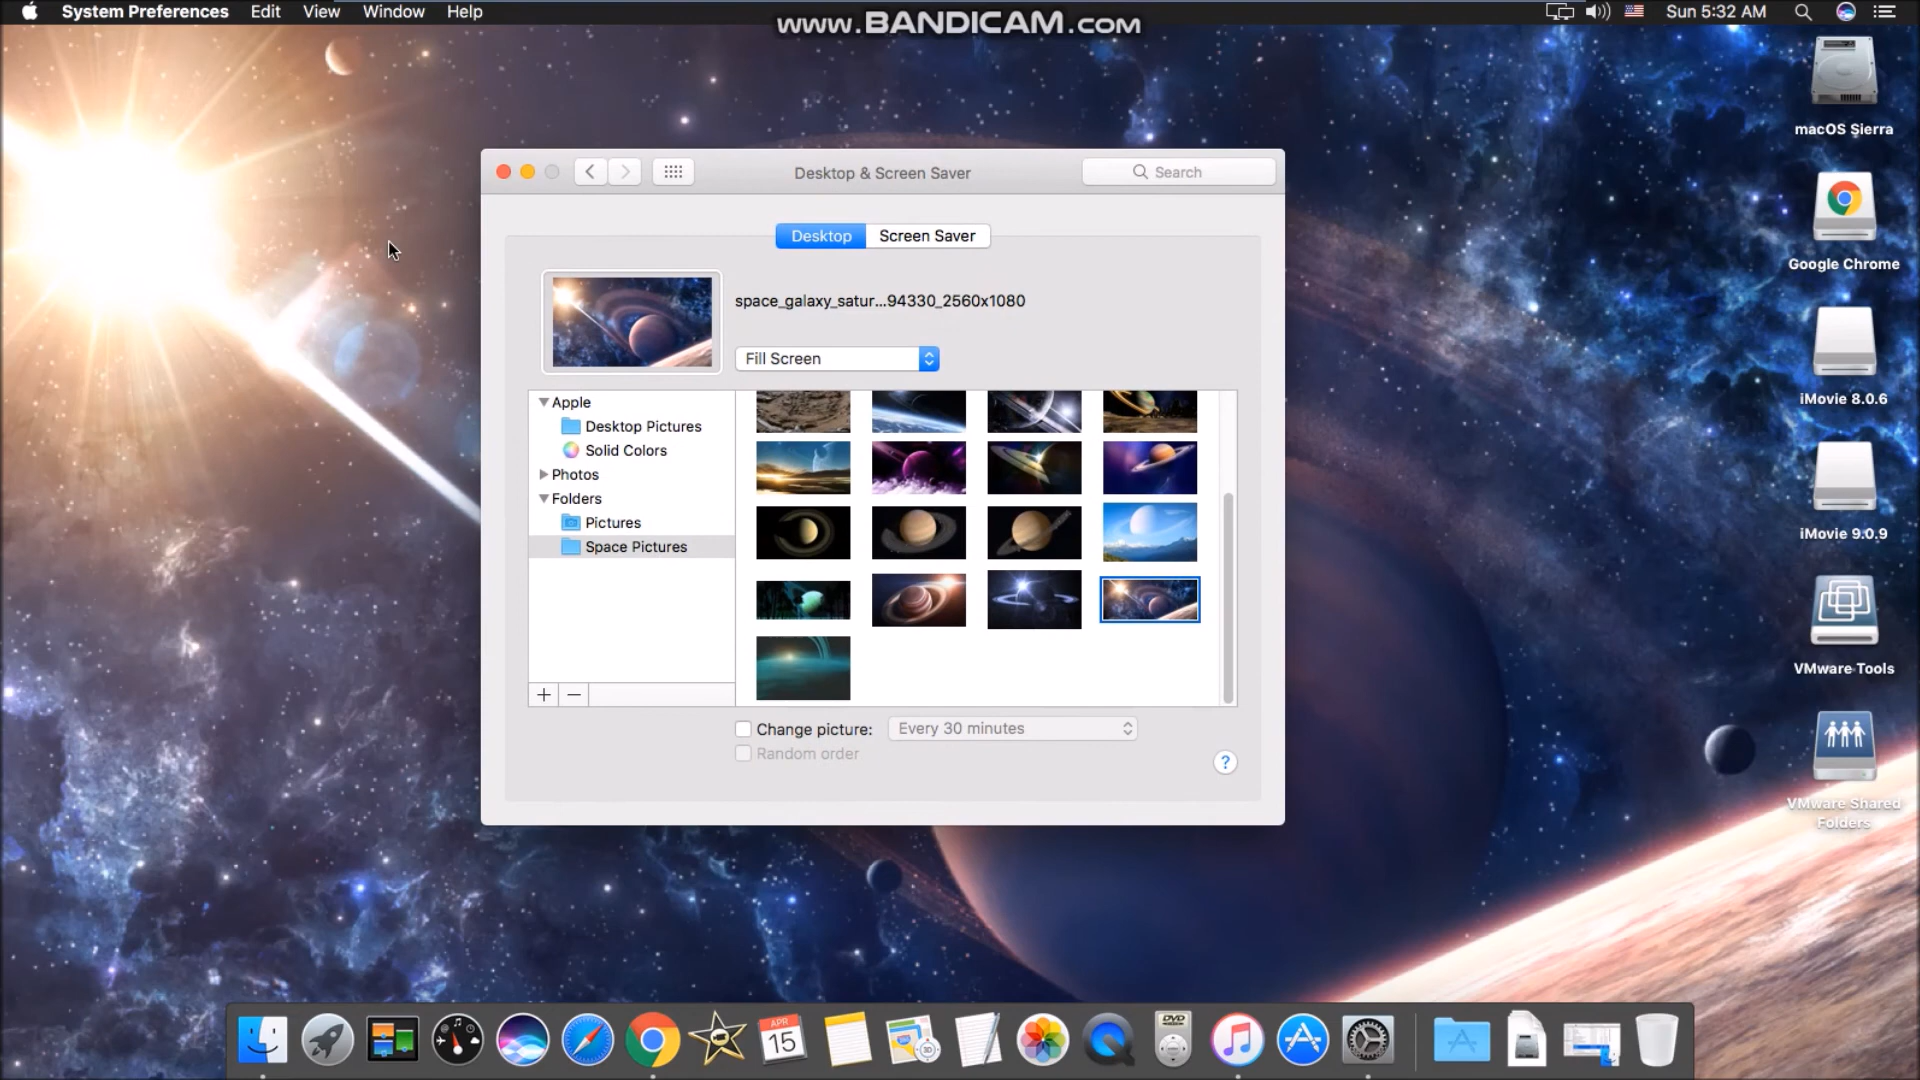 System Preferences Edit View Window Help
www.BANDICAM.com
Sun 5:32 AM
macOS Sierra
Desktop & Screen Saver
Search
Desktop
Screen Saver
Google Chrome
space_galaxy_satur...94330_2560x1080
Fill Screen
iMovie 8.0.6
Apple
Desktop Pictures
Solid Colors
Photos
Folders
Pictures
Space Pictures
iMovie 9.0.9
VMware Tools
+ −
Change picture:
Every 30 minutes
Random order
?
VMware Shared
Folders
APR
15
DVD